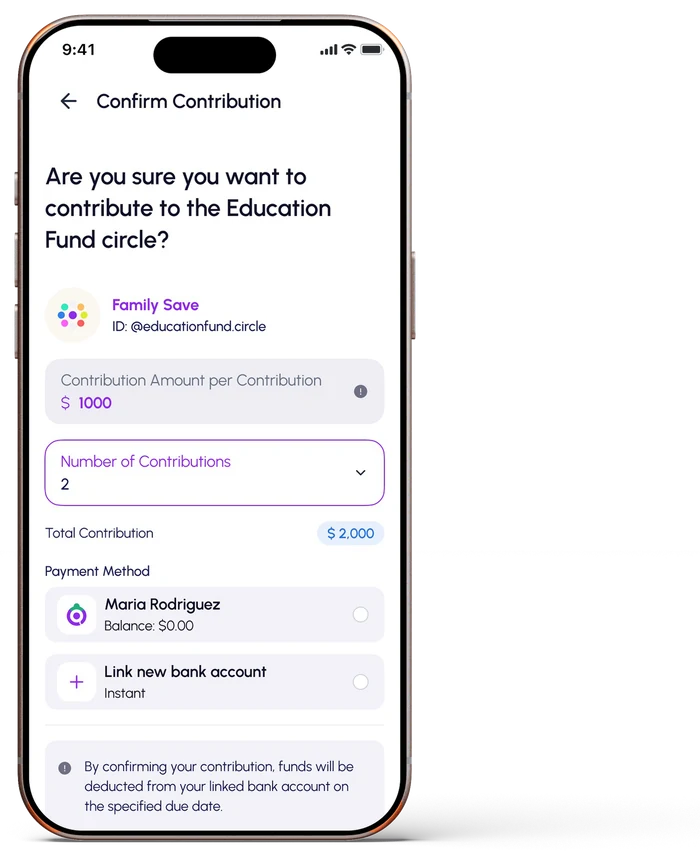 9:41
Confirm Contribution
Are you sure you want to
contribute to the Education
Fund circle?
Family Save
ID: @educationfund.circle
Contribution Amount per Contribution
$ 1000
Number of Contributions
2
Total Contribution
$ 2,000
Payment Method
Maria Rodriguez
Balance: $0.00
Link new bank account
Instant
By confirming your contribution, funds will be
deducted from your linked bank account on
the specified due date.